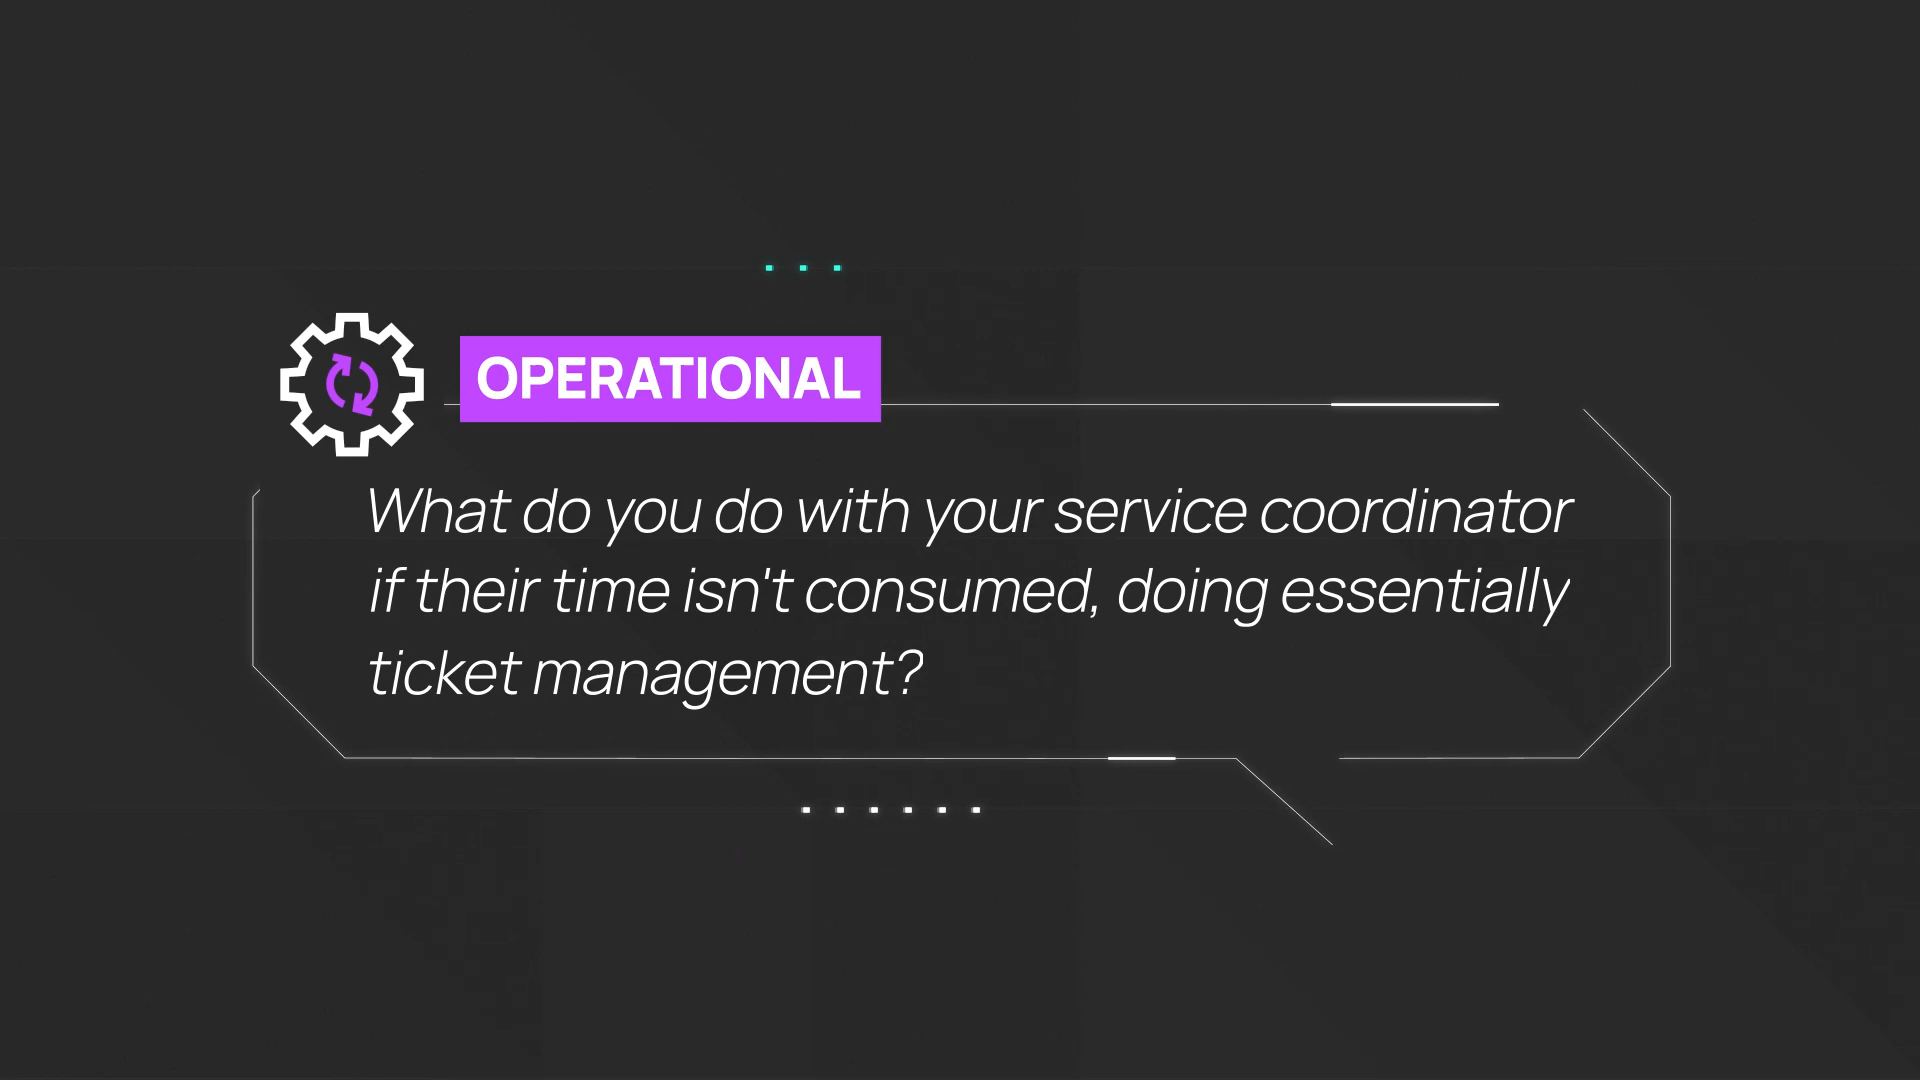 OPERATIONAL
What do you do with your service coordinator
if their time isn't consumed, doing essentially
ticket management?